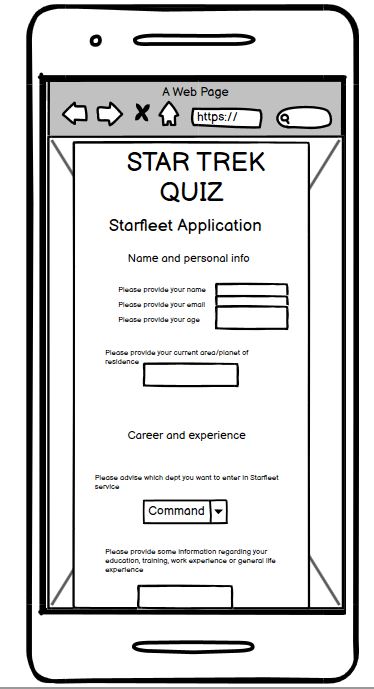 A Web Page
https://
STAR TREK
QUIZ
Starfleet Application
Name and personal info
Please provide your name
Please provide your email
Please provide your age
Please provide your current area/planet of
residence
Career and experience
Please advise which dept you want to enter in Starfleet
service
Command
Please provide some information regarding your
education, training, work experience or general life
experience